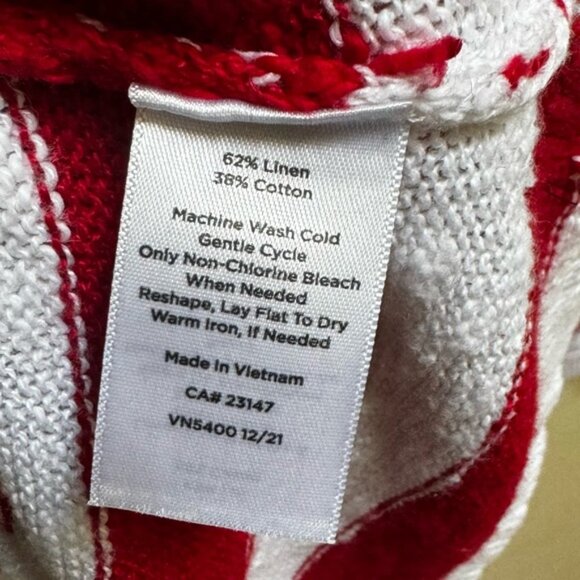 62% Linen
38% Cotton
Machine Wash Cold
Gentle Cycle
Only Non-Chlorine Bleach
When Needed
Reshape, Lay Flat To Dry
Warm Iron, If Needed
Made In Vietnam
CA# 23147
VN5400 12/21